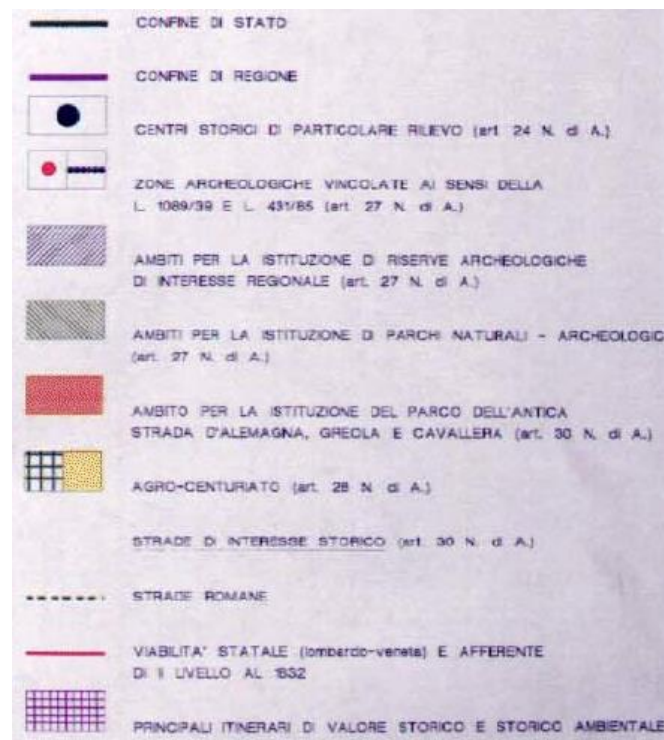 CONFINE DI STATO
CONFINE DI REGIONE
CENTRI STORICI DI PARTICOLARE RILIEVO (art. 24 N. di A.)
ZONE ARCHEOLOGICHE VINCOLATE AI SENSI DELLA
L. 1089/39 E L. 431/85 (art. 27 N. di A.)
AMBITI PER LA ISTITUZIONE DI RISERVE ARCHEOLOGICHE
DI INTERESSE REGIONALE (art. 27 N. di A.)
AMBITI PER LA ISTITUZIONE DI PARCHI NATURALI - ARCHEOLOGIC
(art. 27 N. di A.)
AMBITO PER LA ISTITUZIONE DEL PARCO DELL'ANTICA
STRADA D'ALEMAGNA, GREOLA E CAVALLERA (art. 30 N. di A.)
AGRO-CENTURIATO (art. 28 N. di A.)
STRADE DI INTERESSE STORICO (art. 30 N. di A.)
STRADE ROMANE
VIABILITA' STATALE (lombardo-veneta) E AFFERENTE
DI II LIVELLO AL 1832
PRINCIPALI ITINERARI DI VALORE STORICO E STORICO AMBIENTALE